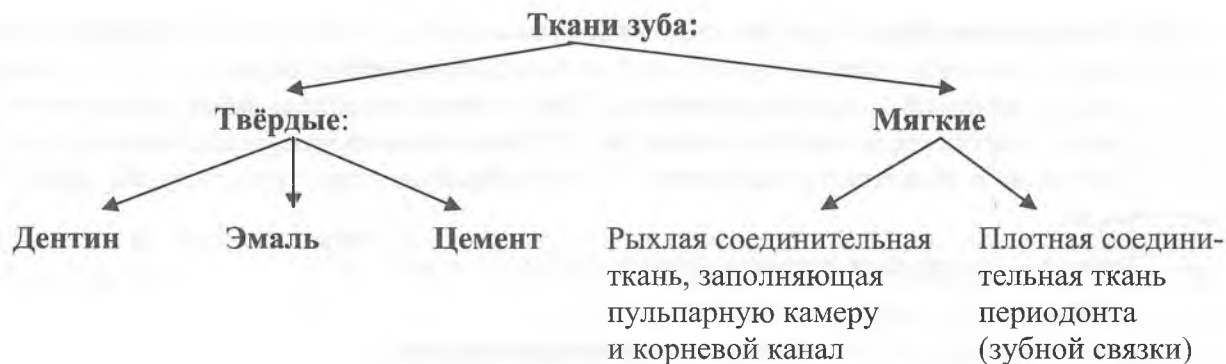 Ткани зуба:
Твёрдые:
Мягкие
Дентин
Эмаль
Цемент
Рыхлая соединительная
ткань, заполняющая
пульпарную камеру
и корневой канал
Плотная соедини-
тельная ткань
периодонта
(зубной связки)